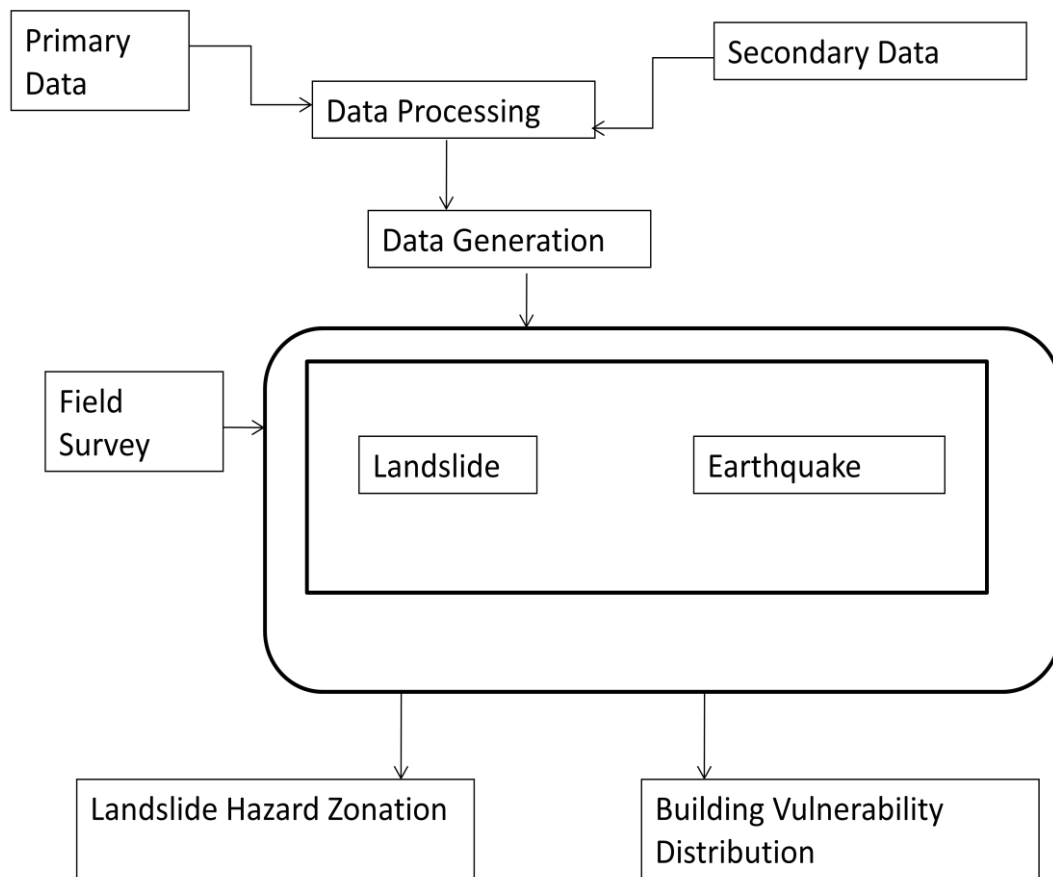 Primary
Data
Secondary Data
Data Processing
Data Generation
Field
Survey
Landslide
Earthquake
Landslide Hazard Zonation
Building Vulnerability
Distribution